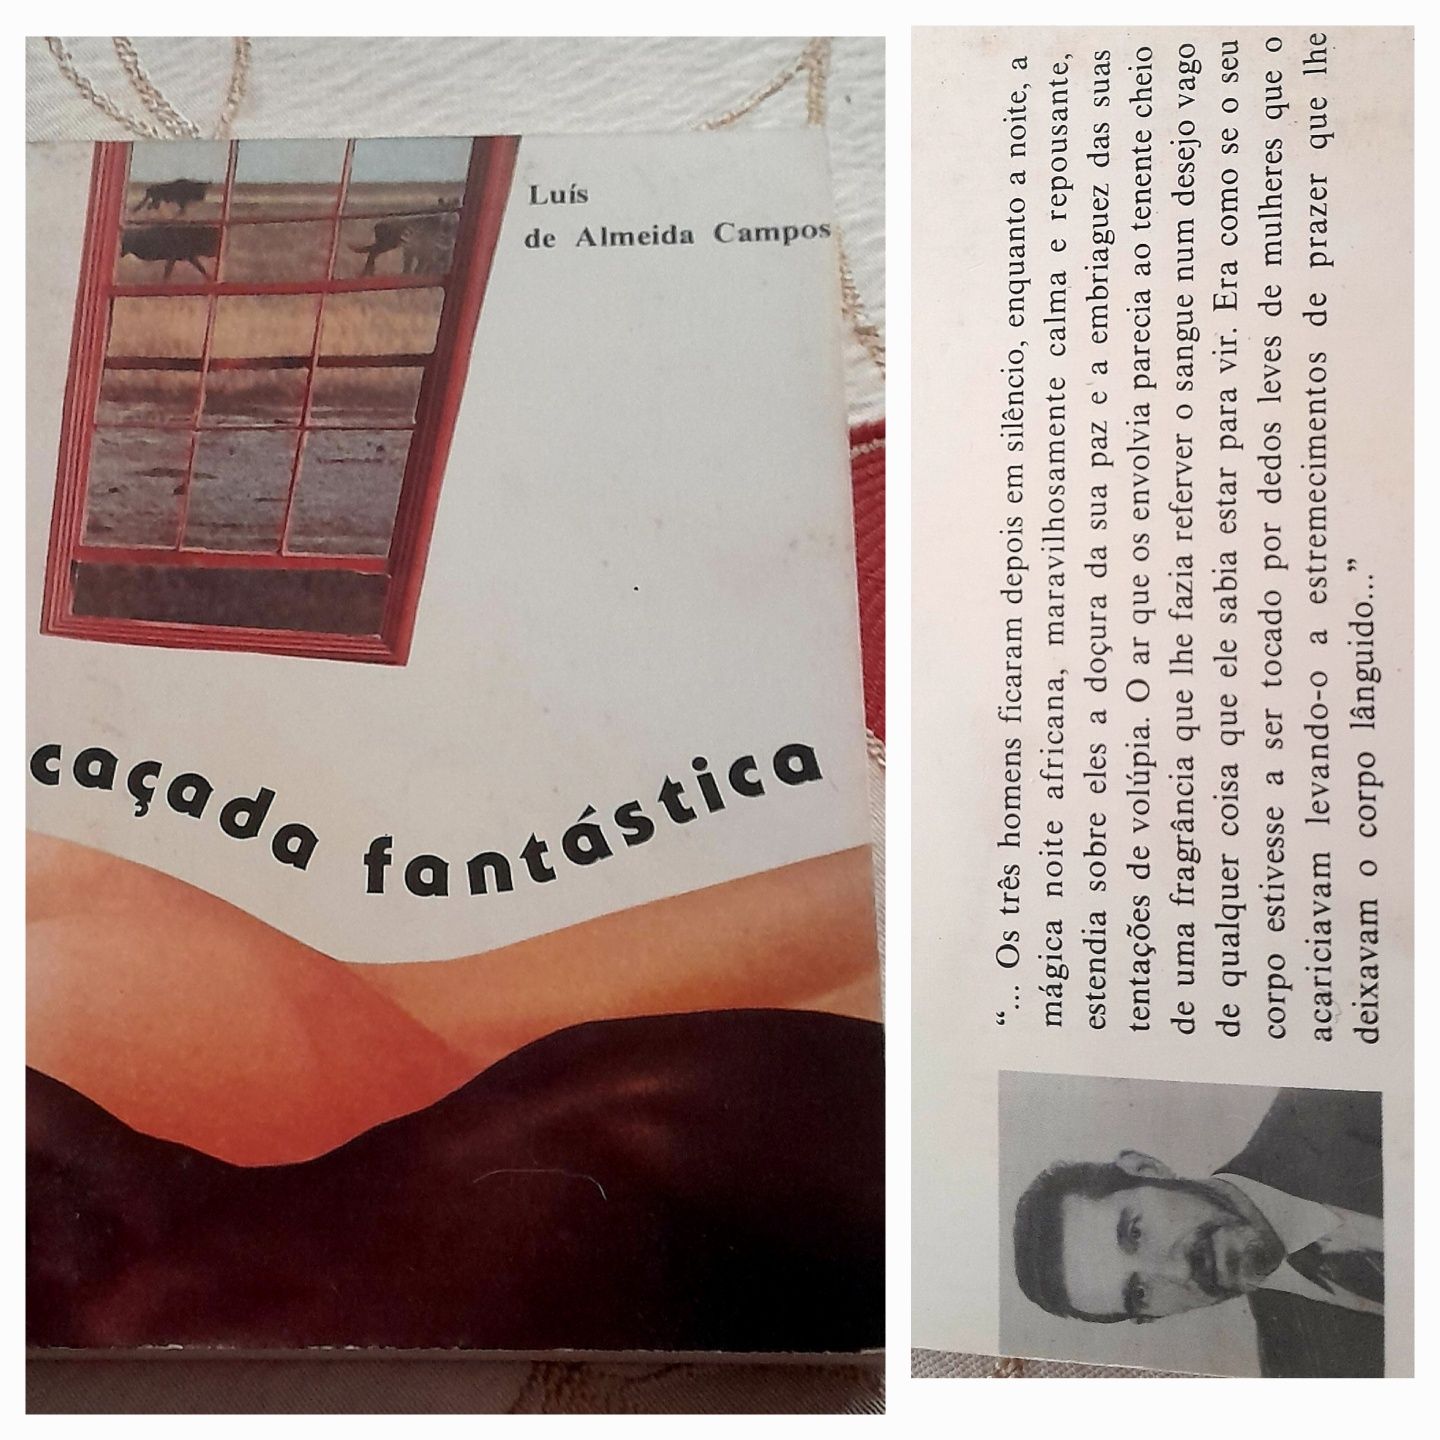 Luís
de Almeida Campos
caçada fantástica
“... Os três homens ficaram depois em silêncio, enquanto a noite, a
mágica noite africana, maravilhosamente calma e repousante,
estendia sobre eles a doçura da sua paz e a embriaguez das suas
tentações de volúpia. O ar que os envolvia parecia ao tenente cheio
de uma fragrância que lhe fazia referver o sangue num desejo vago
de qualquer coisa que ele sabia estar para vir. Era como se o seu
corpo estivesse a ser tocado por dedos leves de mulheres que o
acariciavam levando-o a estremecimentos de prazer que lhe
deixavam o corpo lânguido...”